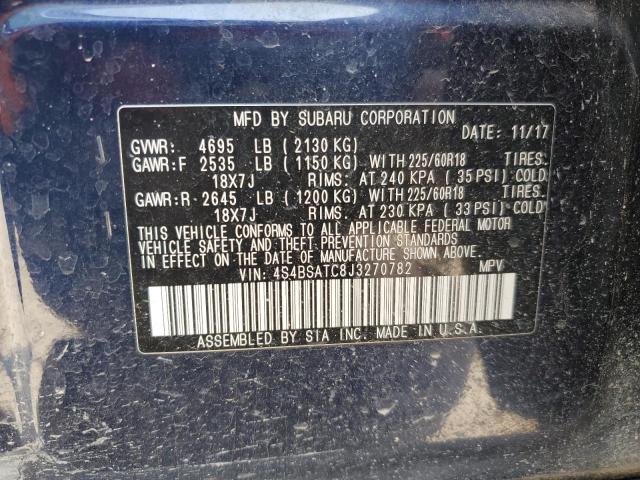 MFD BY SUBARU CORPORATION
DATE: 11/17
GVWR: 4695 LB (2130 KG)
GAWR:F 2535 LB (1150 KG) WITH 225/60R18 TIRES.
18X7J RIMS. AT 240 KPA (35 PSI) COLD
GAWR:R 2645 LB (1200 KG) WITH 225/60R18 TIRES.
18X7J RIMS. AT 230 KPA (33 PSI) COLD
THIS VEHICLE CONFORMS TO ALL APPLICABLE FEDERAL MOTOR
VEHICLE SAFETY AND THEFT PREVENTION STANDARDS
IN EFFECT ON THE DATE OF MANUFACTURE SHOWN ABOVE.
VIN: 4S4BSATC8J3270782 MPV
ASSEMBLED BY SIA INC. MADE IN U.S.A.